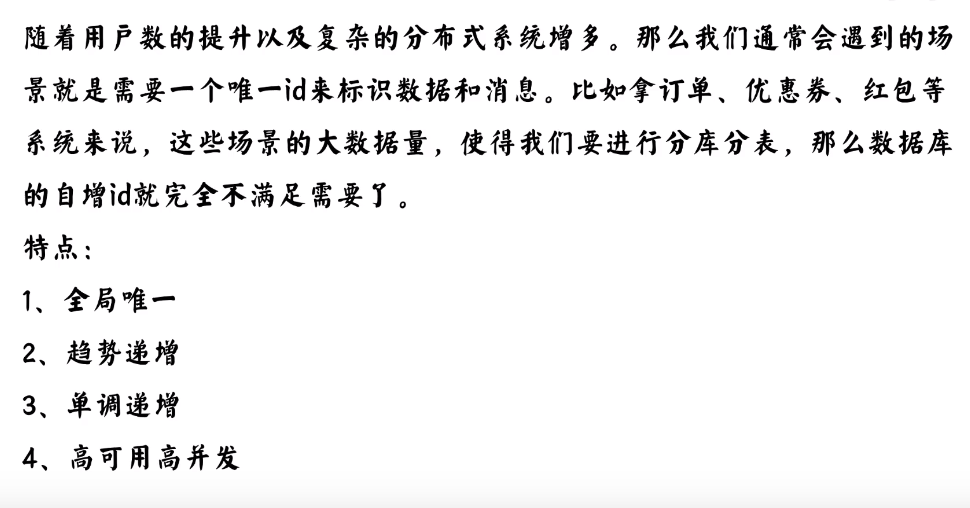 随着用户数的提升以及复杂的分布式系统增多。那么我们通常会遇到的场
景就是需要一个唯一id来标识数据和消息。比如拿订单、优惠券、红包等
系统来说，这些场景的大数据量，使得我们要进行分库分表，那么数据库
的自增id就完全不满足需要了。
特点：
1、全局唯一
2、趋势递增
3、单调递增
4、高可用高并发